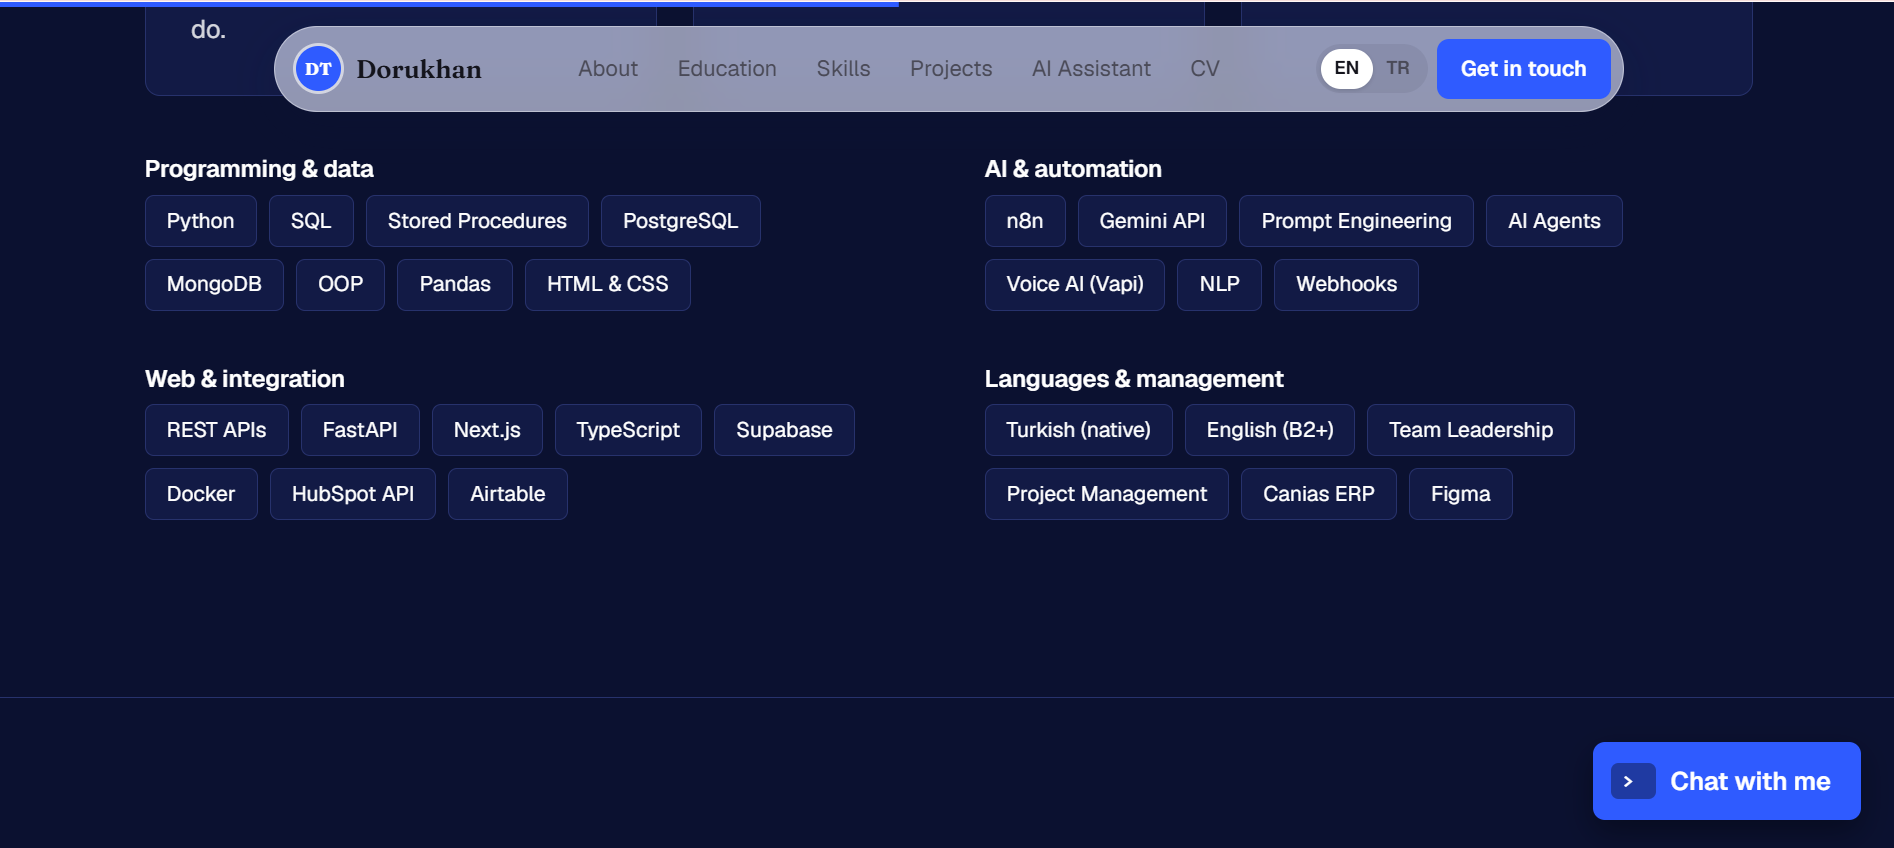 do.
DT Dorukhan About Education Skills Projects AI Assistant CV EN TR Get in touch
Programming & data
Python SQL Stored Procedures PostgreSQL
MongoDB OOP Pandas HTML & CSS
AI & automation
n8n Gemini API Prompt Engineering AI Agents
Voice AI (Vapi) NLP Webhooks
Web & integration
REST APIs FastAPI Next.js TypeScript Supabase
Docker HubSpot API Airtable
Languages & management
Turkish (native) English (B2+) Team Leadership
Project Management Canias ERP Figma
> Chat with me